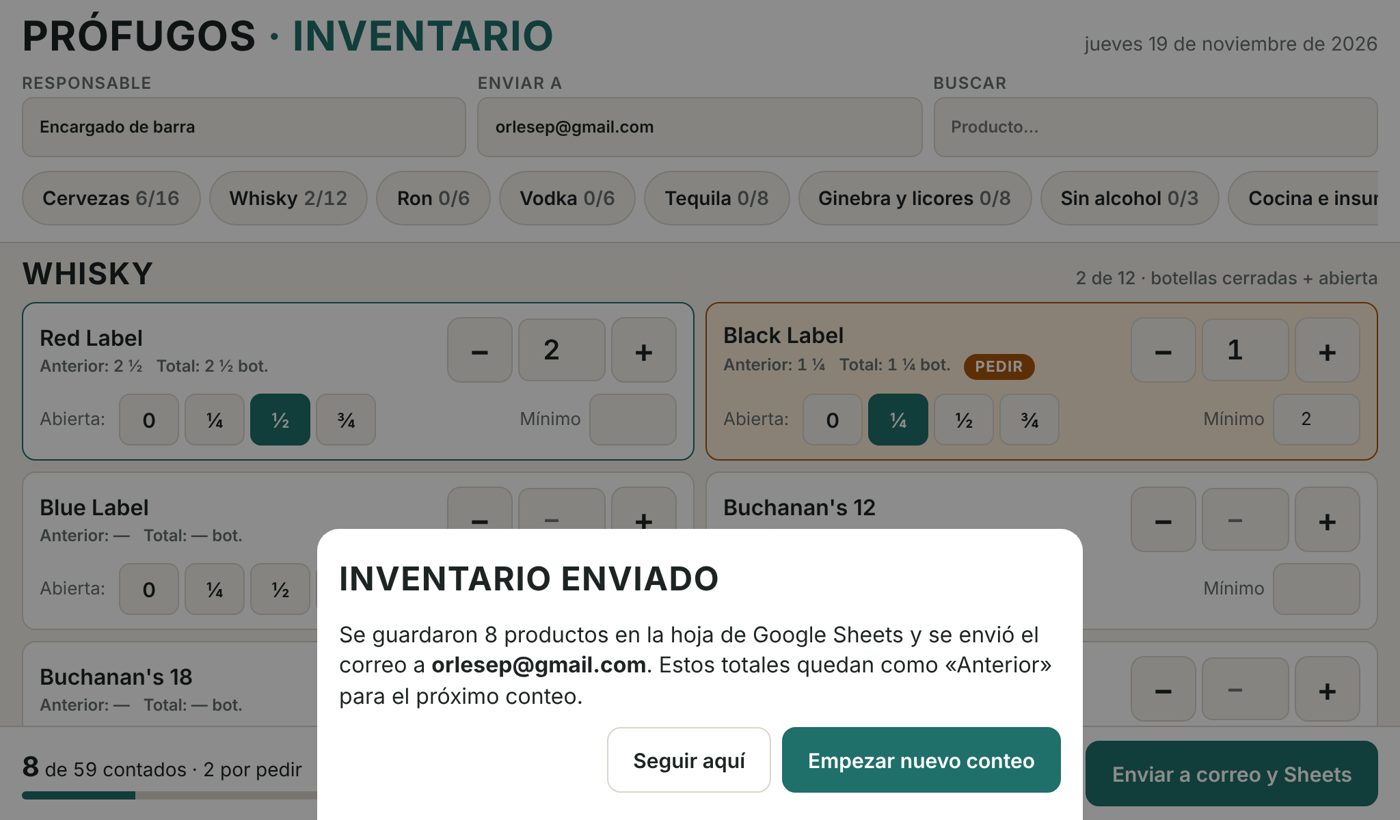 PRÓFUGOS · INVENTARIO
jueves 19 de noviembre de 2026
RESPONSABLE
ENVIAR A
BUSCAR
Encargado de barra
orlesep@gmail.com
Producto...
Cervezas 6/16
Whisky 2/12
Ron 0/6
Vodka 0/6
Tequila 0/8
Ginebra y licores 0/8
Sin alcohol 0/3
Cocina e
WHISKY
2 de 12 · botellas cerradas + abierta
Red Label
Anterior: 2 ½ Total: 2 ½ bot.
− 2 +
Abierta: 0 ¼ ½ ¾
Mínimo
Black Label
Anterior: 1 ¼ Total: 1 ¼ bot. PEDIR
− 1 +
Abierta: 0 ¼ ½ ¾
Mínimo 2
Blue Label
Anterior: — Total: — bot.
− – +
Abierta: 0 ¼ ½
Buchanan's 12
− – +
Mínimo
Buchanan's 18
Anterior: — Total: — bot.
− – +
INVENTARIO ENVIADO
Se guardaron 8 productos en la hoja de Google Sheets y se envió el
correo a orlesep@gmail.com. Estos totales quedan como «Anterior»
para el próximo conteo.
Seguir aquí
Empezar nuevo conteo
8 de 59 contados · 2 por pedir
Enviar a correo y Sheets